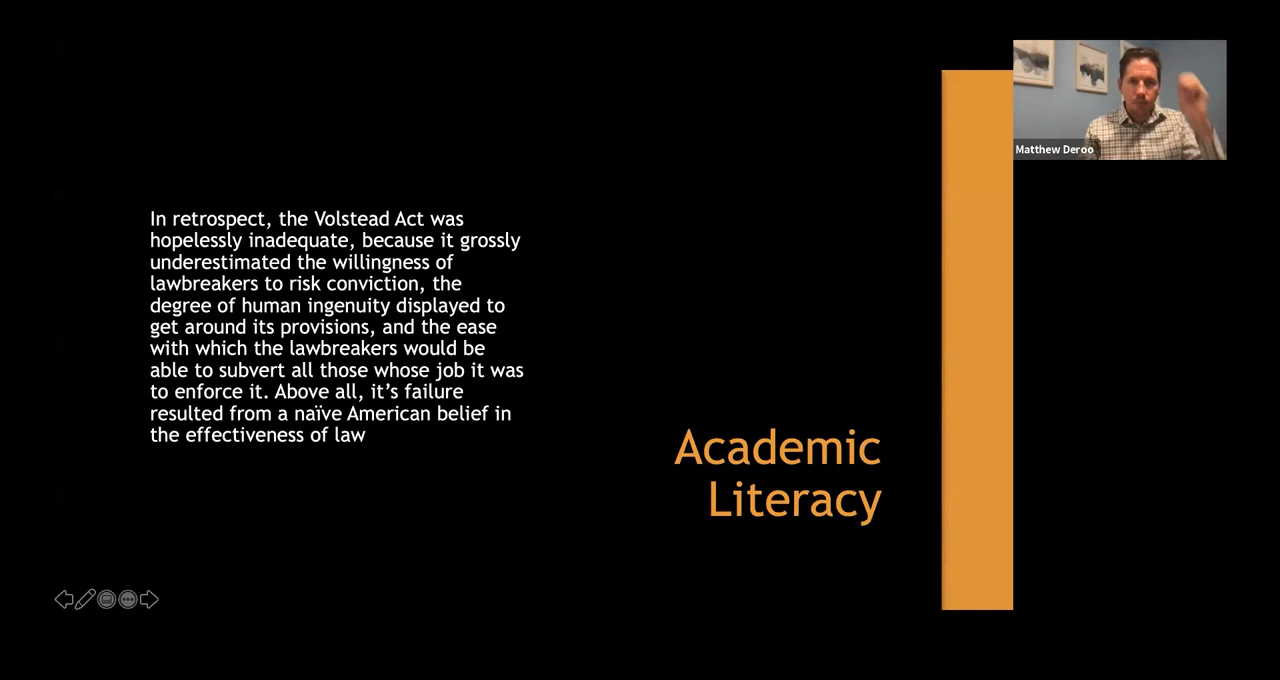 Matthew Deroo
In retrospect, the Volstead Act was
hopelessly inadequate, because it grossly
underestimated the willingness of
lawbreakers to risk conviction, the
degree of human ingenuity displayed to
get around its provisions, and the ease
with which the lawbreakers would be
able to subvert all those whose job it was
to enforce it. Above all, it’s failure
resulted from a naïve American belief in
the effectiveness of law
Academic
Literacy